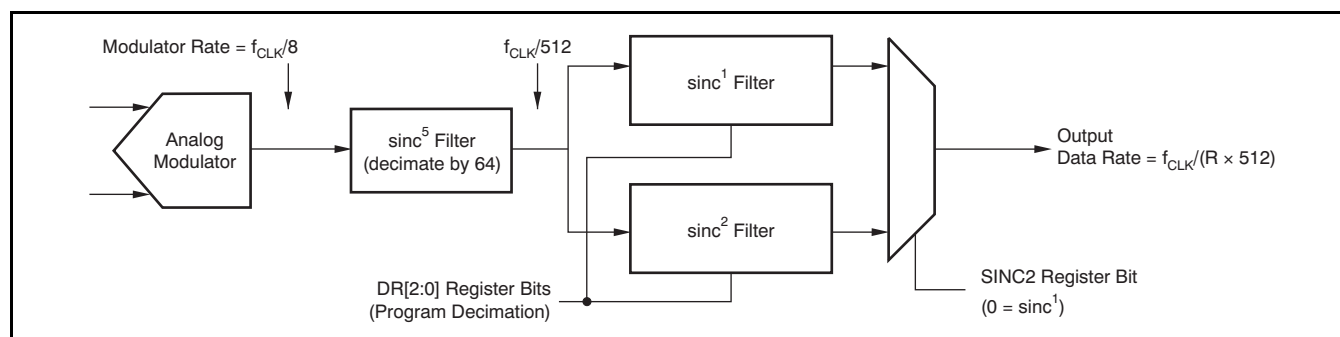 Modulator Rate = fCLK/8
fCLK/512
Analog
Modulator
sinc5 Filter
(decimate by 64)
sinc1 Filter
sinc2 Filter
Output
Data Rate = fCLK/(R × 512)
DR[2:0] Register Bits
(Program Decimation)
SINC2 Register Bit
(0 = sinc1)